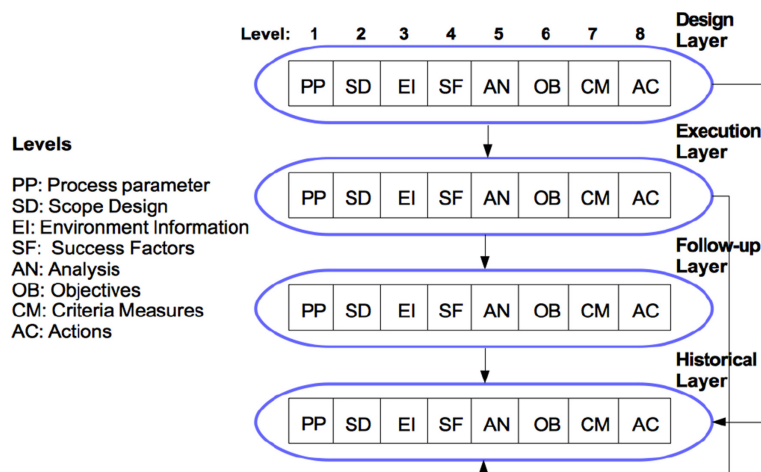 Level: 1 2 3 4 5 6 7 8
Design
Layer
PP SD EI SF AN OB CM AC
Execution
Layer
PP SD EI SF AN OB CM AC
Levels
PP: Process parameter
SD: Scope Design
EI: Environment Information
SF: Success Factors
AN: Analysis
OB: Objectives
CM: Criteria Measures
AC: Actions
Follow-up
Layer
PP SD EI SF AN OB CM AC
Historical
Layer
PP SD EI SF AN OB CM AC